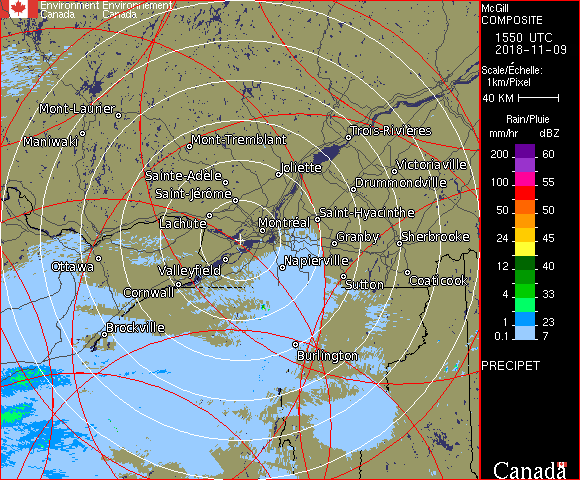 Environment Environnement
Canada Canada
McGill
COMPOSITE
1550 UTC
2018-11-09
Scale/Échelle:
1km/Pixel
40 KM
Rain/Pluie
mm/hr dBZ
200 60
100 55
50 50
24 45
12 40
4 33
1 23
0.1 7
PRECIPET
Canada
Mont-Laurier
Maniwaki
Mont-Tremblant
Trois-Rivières
Joliette
Victoriaville
Sainte-Adèle
Drummondville
Saint-Jérôme
Lachute
Saint-Hyacinthe
Montréal
Granby
Sherbrooke
Ottawa
Valleyfield
Napierville
Cornwall
Sutton
Coaticook
Brockville
Burlington